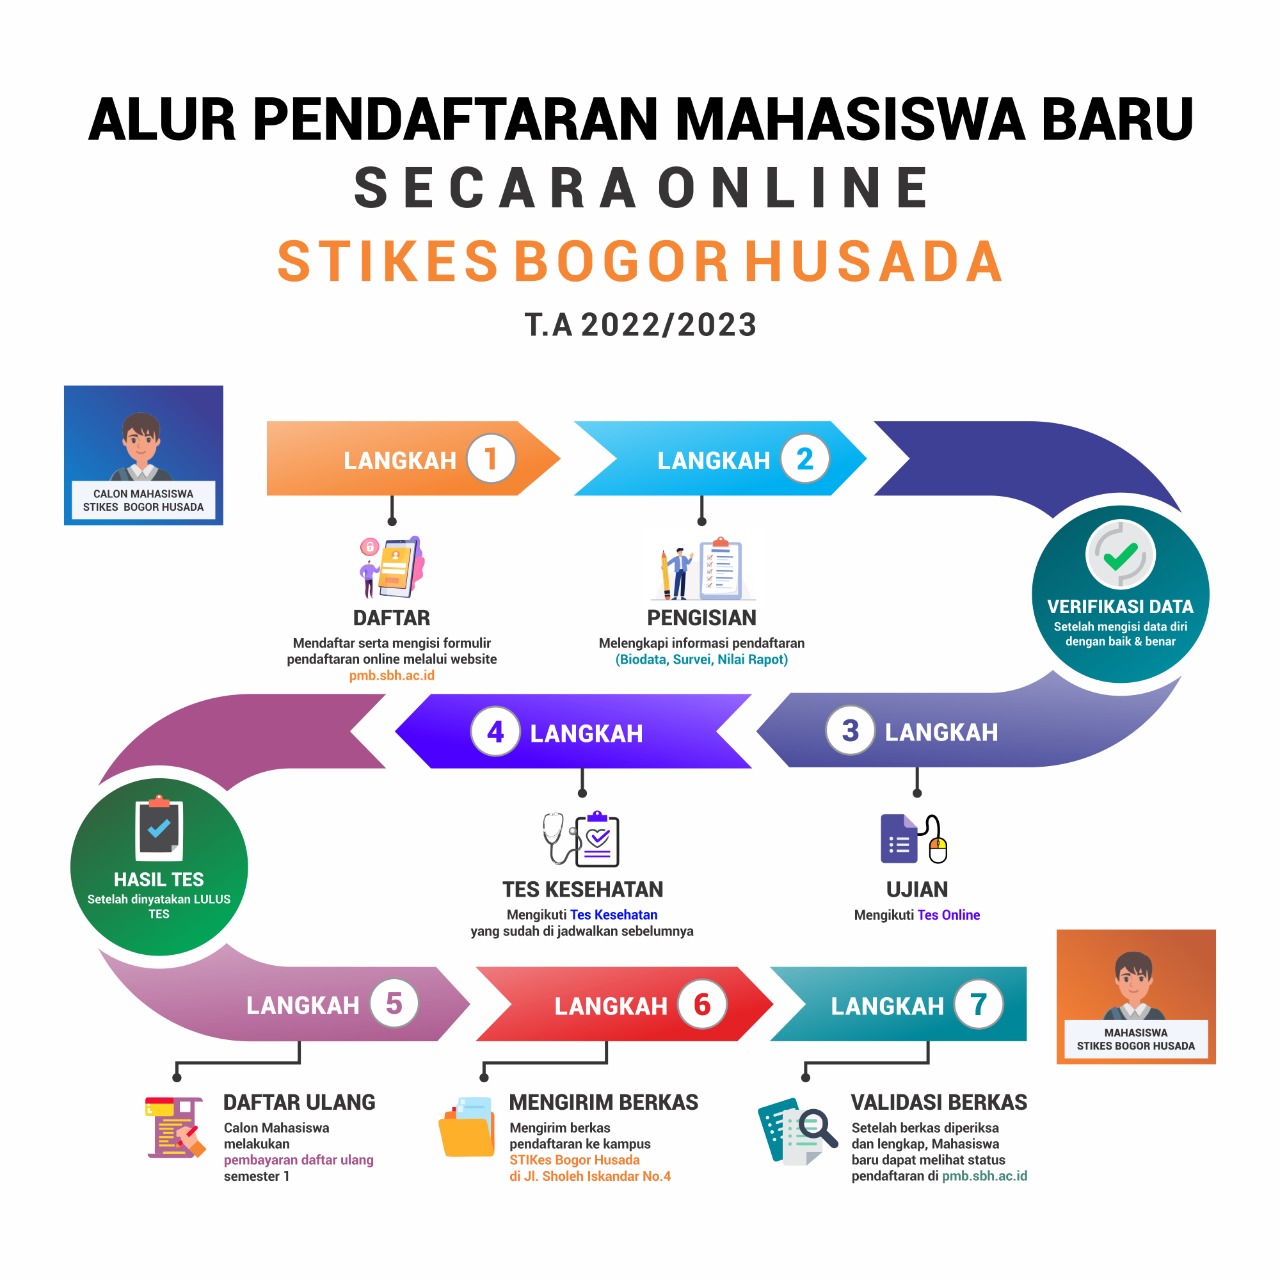 ALUR PENDAFTARAN MAHASISWA BARU
SECARA ONLINE
STIKES BOGOR HUSADA
T.A 2022/2023
CALON MAHASISWA
STIKES BOGOR HUSADA
LANGKAH 1
DAFTAR
Mendaftar serta mengisi formulir
pendaftaran online melalui website
pmb.sbh.ac.id
LANGKAH 2
PENGISIAN
Melengkapi informasi pendaftaran
(Biodata, Survei, Nilai Rapot)
VERIFIKASI DATA
Setelah mengisi data diri
dengan baik & benar
3 LANGKAH
UJIAN
Mengikuti Tes Online
4 LANGKAH
TES KESEHATAN
Mengikuti Tes Kesehatan
yang sudah di jadwalkan sebelumnya
HASIL TES
Setelah dinyatakan LULUS
TES
LANGKAH 5
DAFTAR ULANG
Calon Mahasiswa
melakukan
pembayaran daftar ulang
semester 1
LANGKAH 6
MENGIRIM BERKAS
Mengirim berkas
pendaftaran ke kampus
STIKes Bogor Husada
di Jl. Sholeh Iskandar No.4
LANGKAH 7
VALIDASI BERKAS
Setelah berkas diperiksa
dan lengkap, Mahasiswa
baru dapat melihat status
pendaftaran di pmb.sbh.ac.id
MAHASISWA
STIKES BOGOR HUSADA